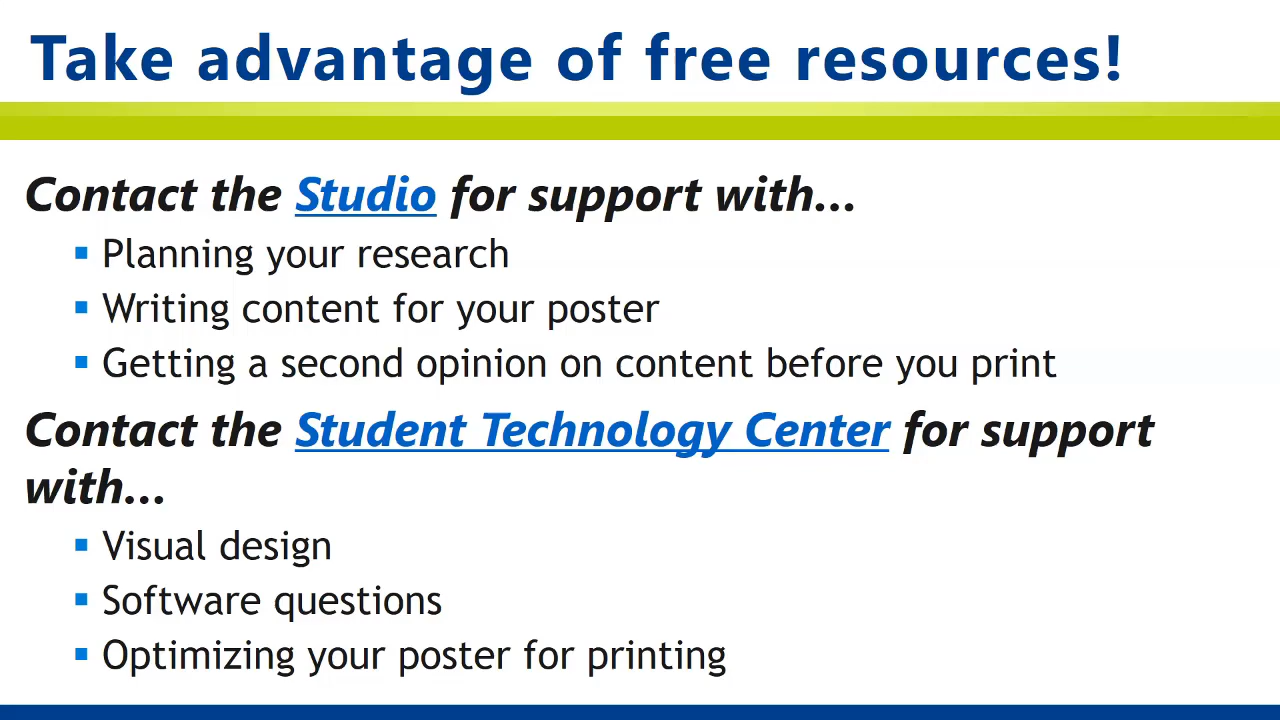 Take advantage of free resources!
Contact the Studio for support with...
▪ Planning your research
▪ Writing content for your poster
▪ Getting a second opinion on content before you print
Contact the Student Technology Center for support
with...
▪ Visual design
▪ Software questions
▪ Optimizing your poster for printing